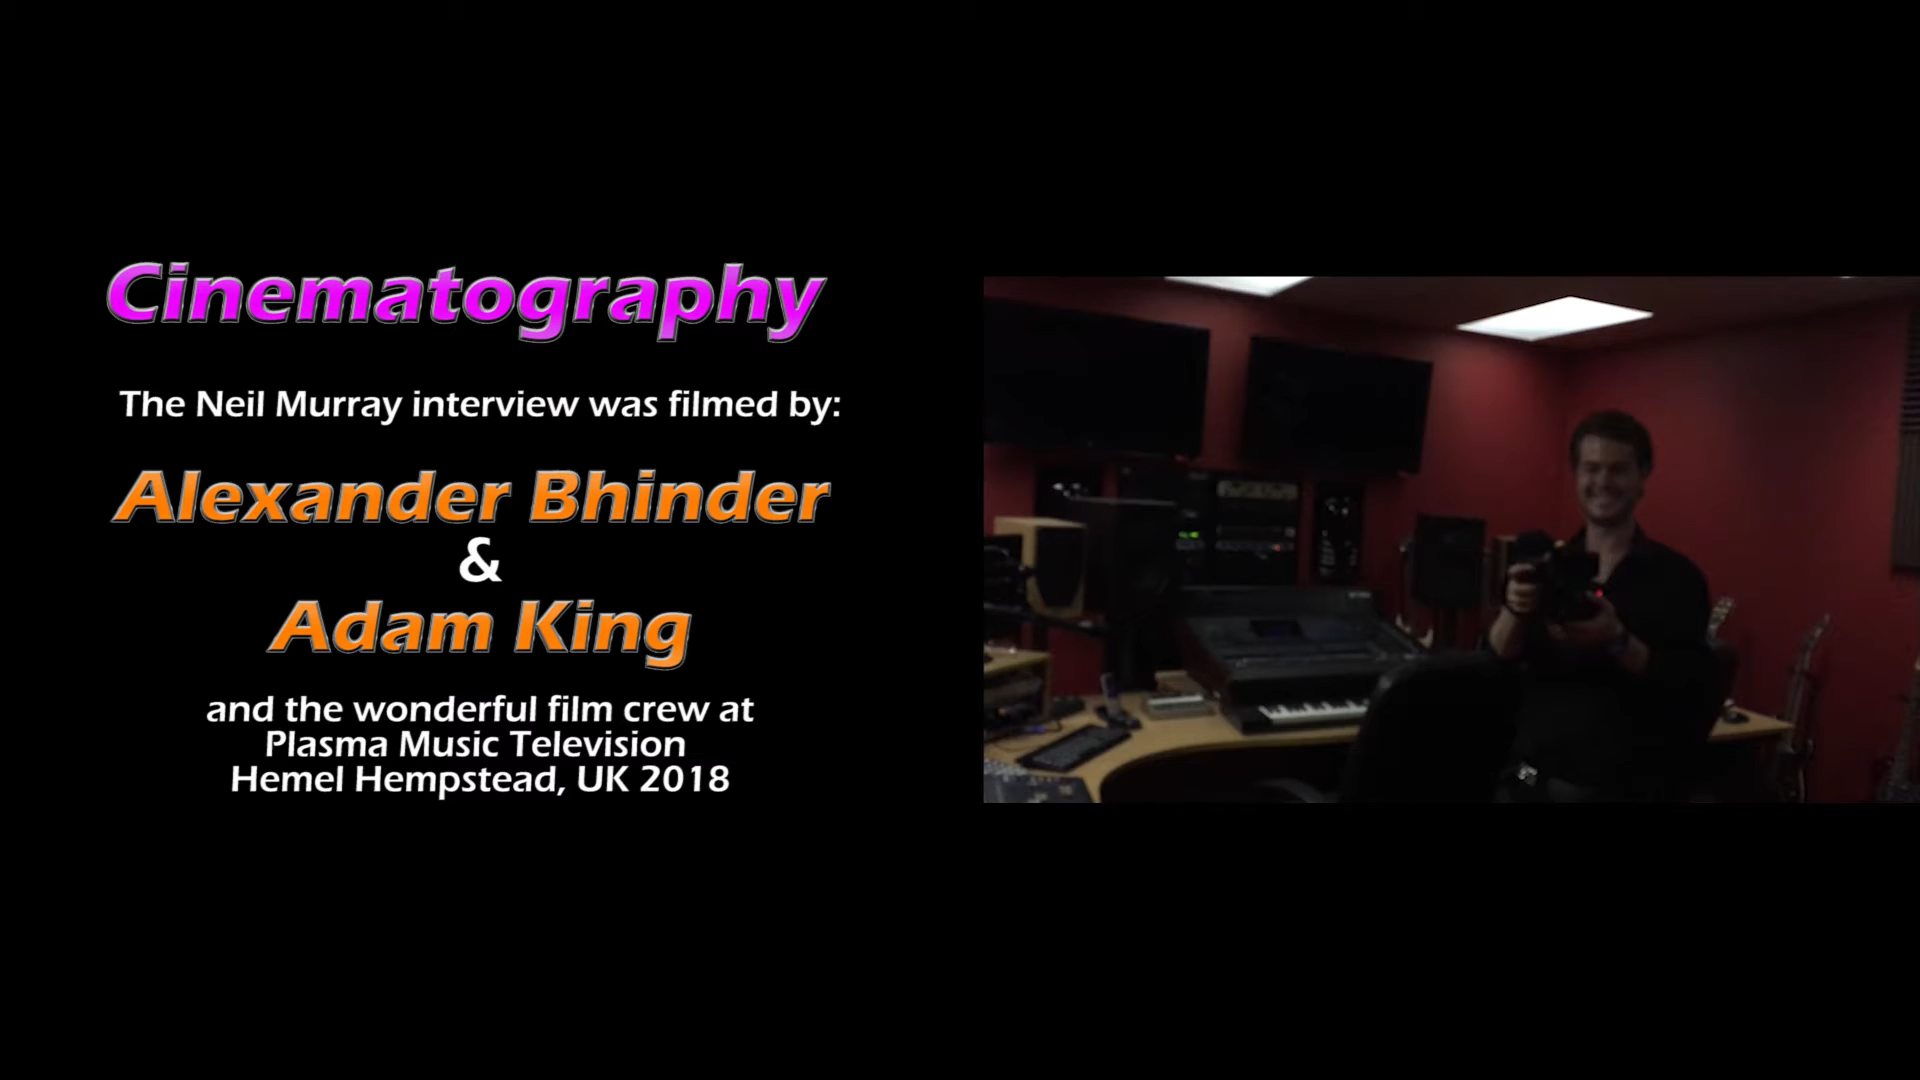 Cinematography
The Neil Murray interview was filmed by:
Alexander Bhinder
&
Adam King
and the wonderful film crew at
Plasma Music Television
Hemel Hempstead, UK 2018